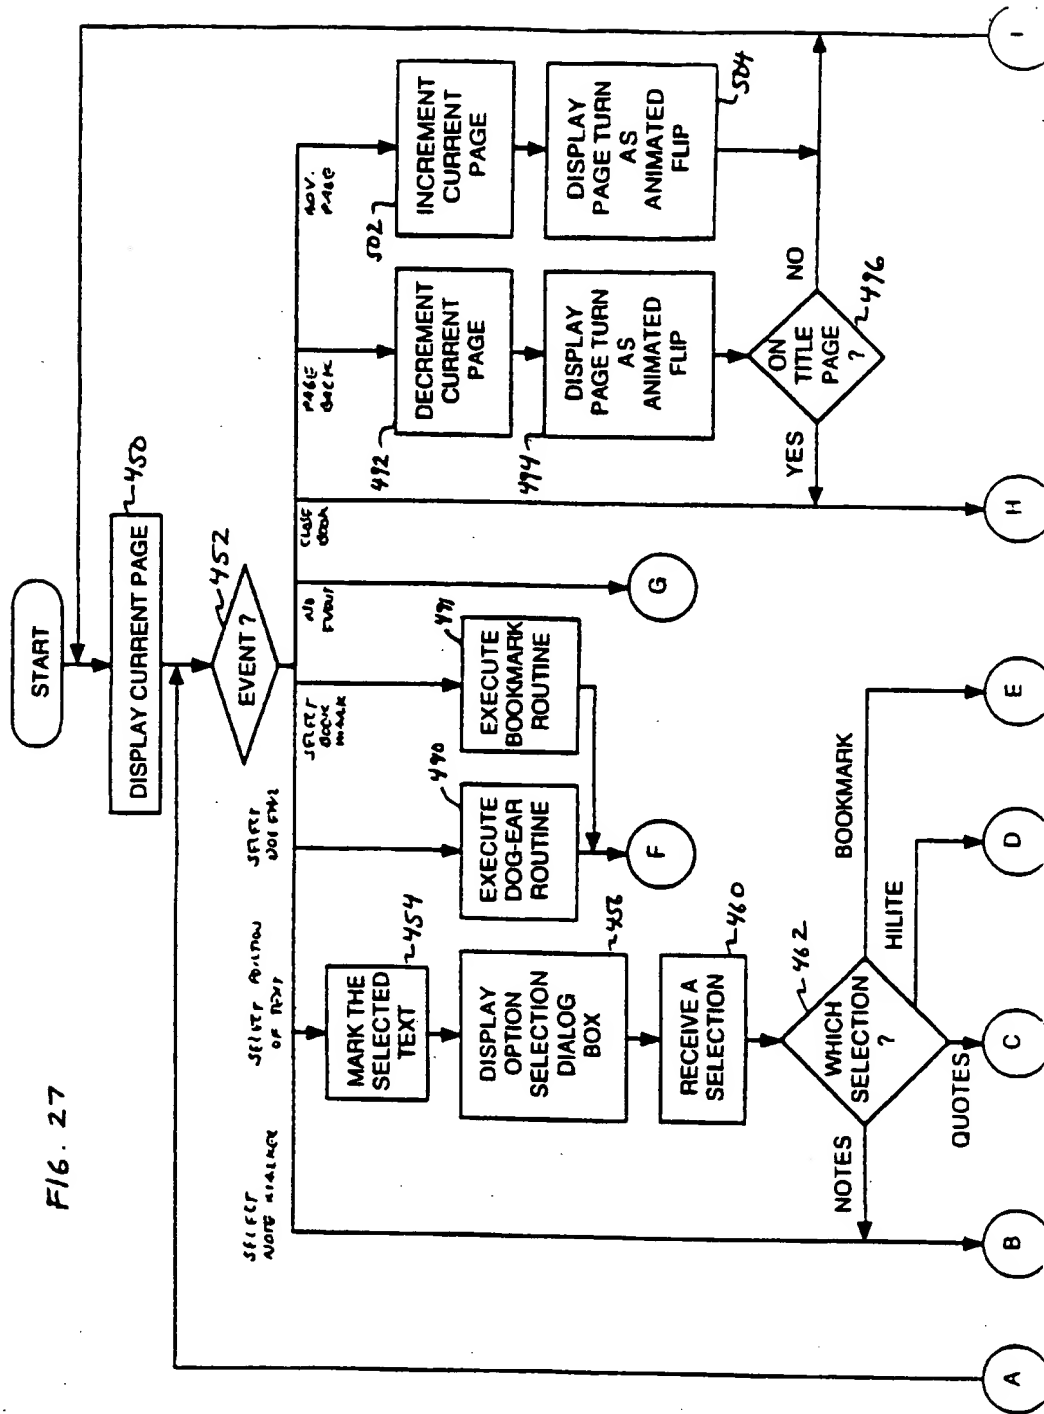 FIG. 27
START
DISPLAY CURRENT PAGE
450
EVENT ?
452
SELECT
NOTE MARKER
SELECT PORTION
OF TEXT
SELECT
DOG EAR
SELECT
BOOK
MARK
NO
EVENT
CLOSE
BOOK
PAGE
BACK
ADV.
PAGE
MARK THE
SELECTED
TEXT
454
DISPLAY
OPTION
SELECTION
DIALOG
BOX
456
RECEIVE A
SELECTION
460
WHICH
SELECTION
?
462
NOTES
QUOTES
HILITE
BOOKMARK
EXECUTE
DOG-EAR
ROUTINE
490
EXECUTE
BOOKMARK
ROUTINE
491
DECREMENT
CURRENT
PAGE
492
DISPLAY
PAGE TURN
AS
ANIMATED
FLIP
494
ON
TITLE
PAGE
?
496
YES
NO
INCREMENT
CURRENT
PAGE
502
DISPLAY
PAGE TURN
AS
ANIMATED
FLIP
504
A
B
C
D
E
F
G
H
I